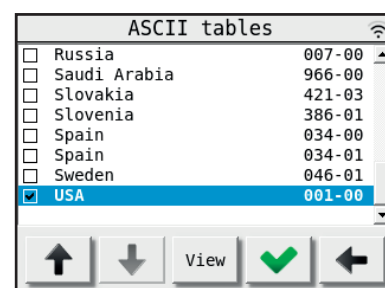 ASCII tables
Russia 007-00
Saudi Arabia 966-00
Slovakia 421-03
Slovenia 386-01
Spain 034-00
Spain 034-01
Sweden 046-01
USA 001-00
View